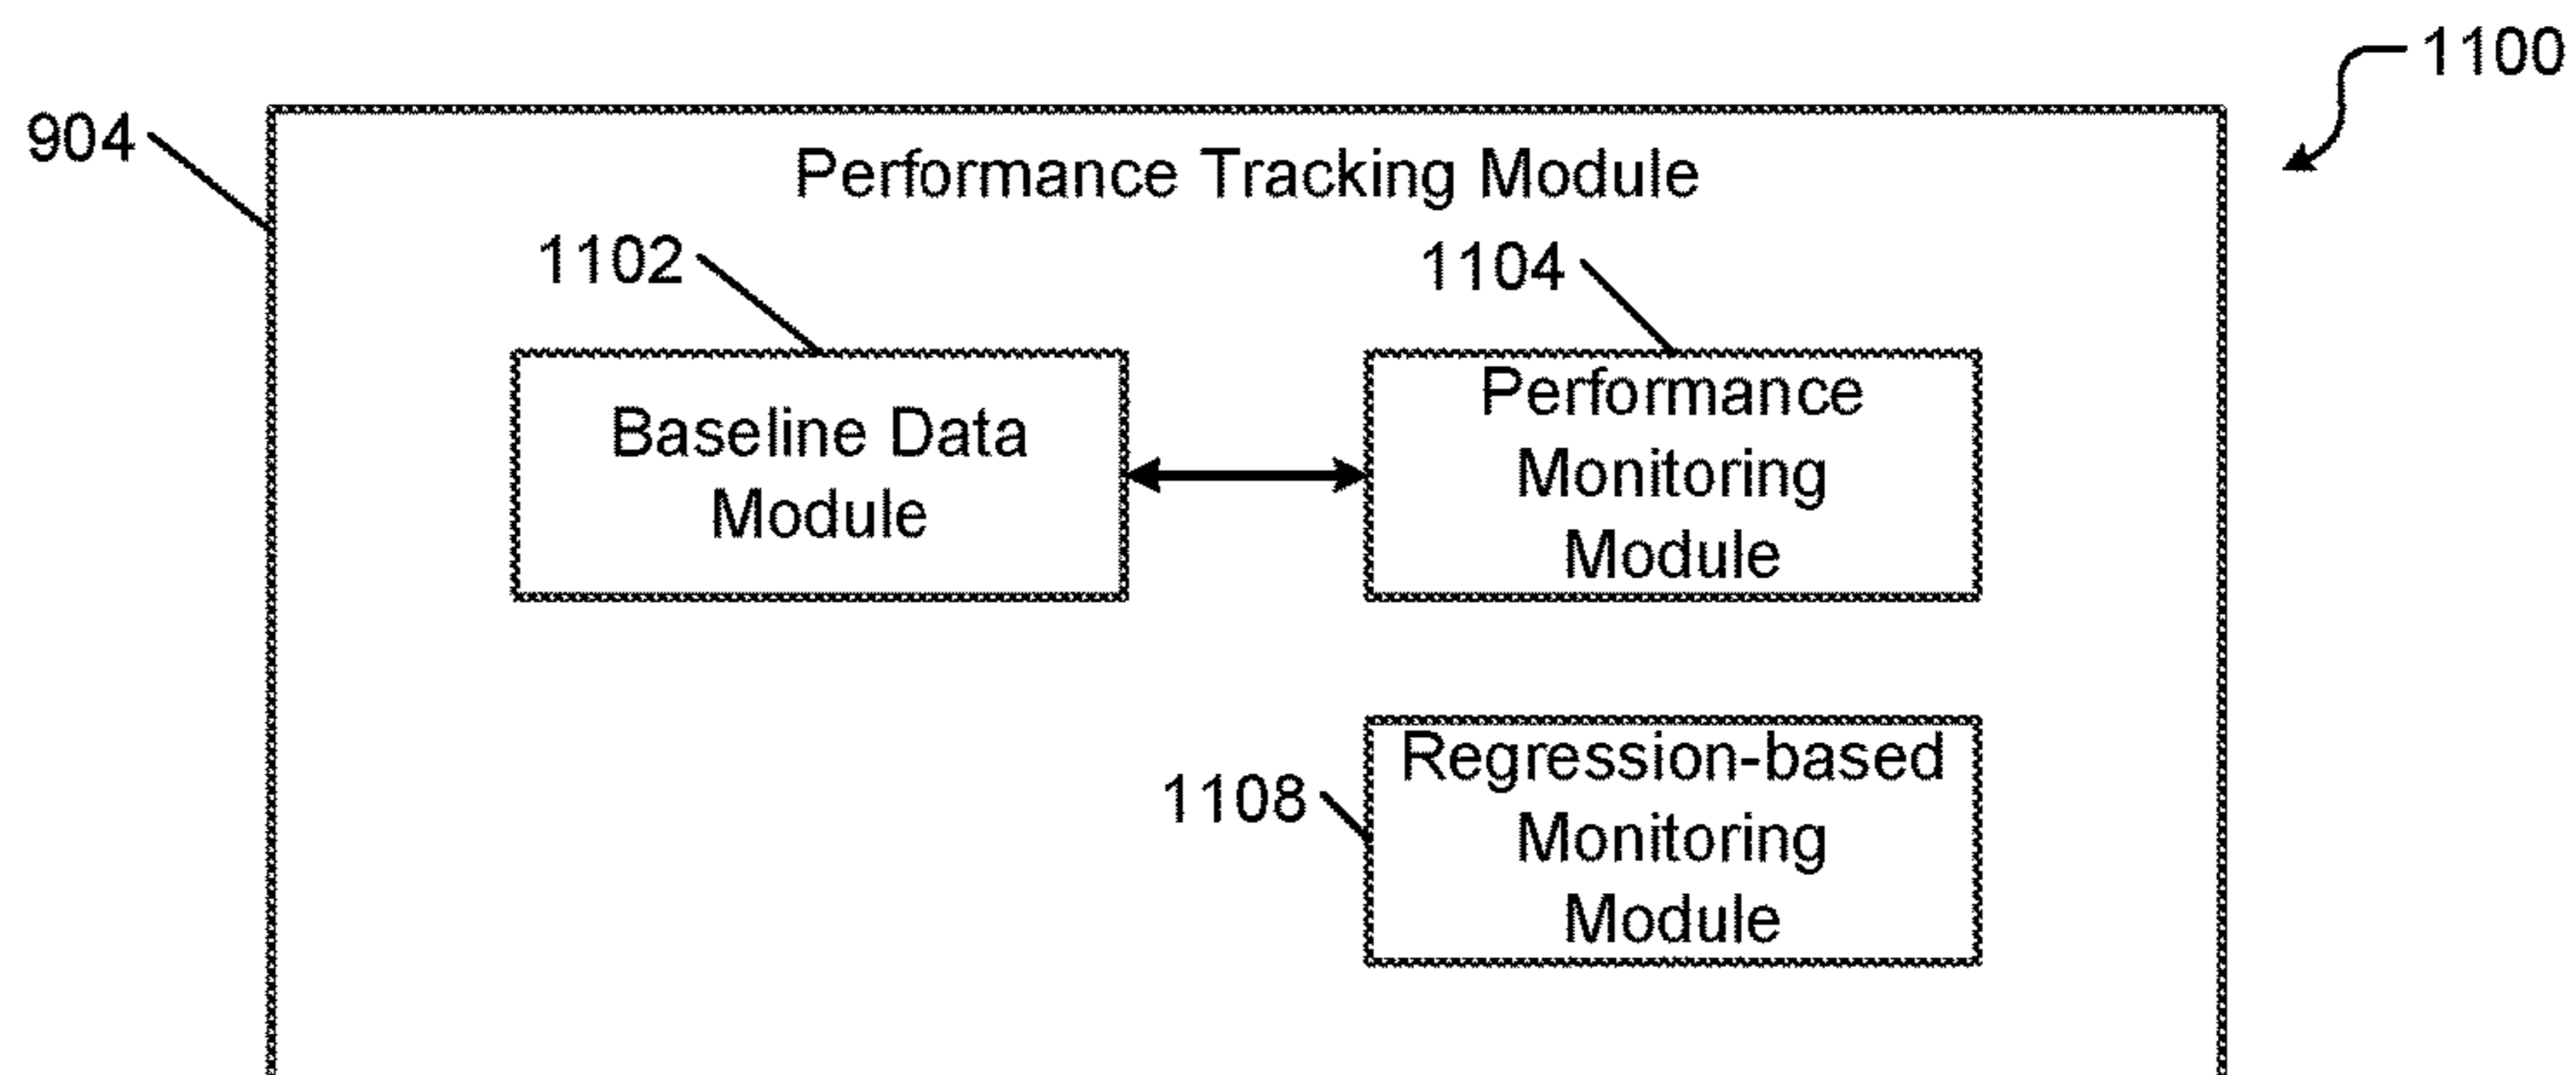 1100
904
Performance Tracking Module
1102
1104
Baseline Data
Module
Performance
Monitoring
Module
1108
Regression-based
Monitoring
Module